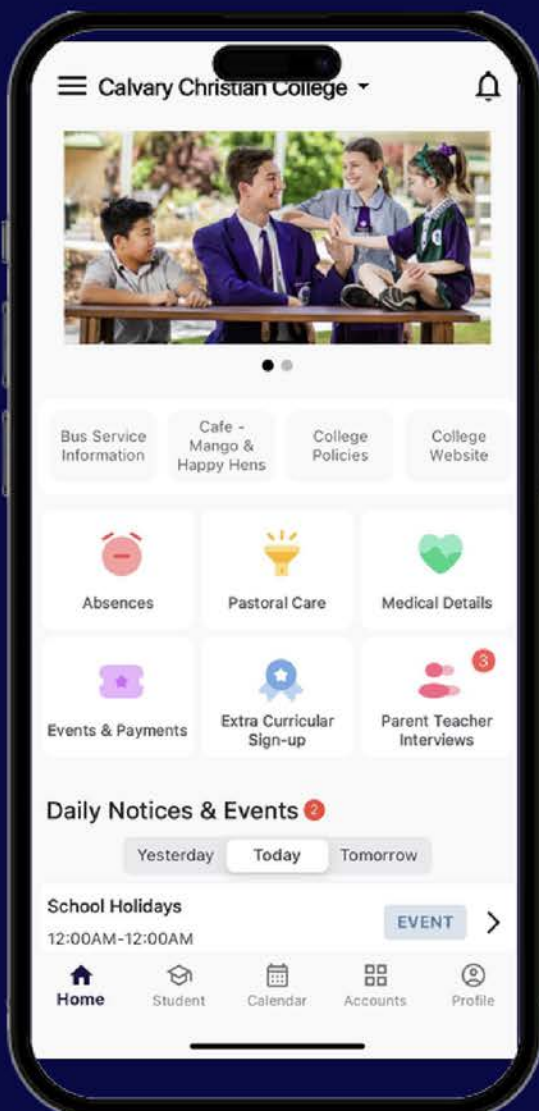 Calvary Christian College
Bus Service
Information
Cafe -
Mango &
Happy Hens
College
Policies
College
Website
Absences
Pastoral Care
Medical Details
3
Events & Payments
Extra Curricular
Sign-up
Parent Teacher
Interviews
Daily Notices & Events 2
Yesterday
Today
Tomorrow
School Holidays
EVENT
12:00AM-12:00AM
Home
Student
Calendar
Accounts
Profile